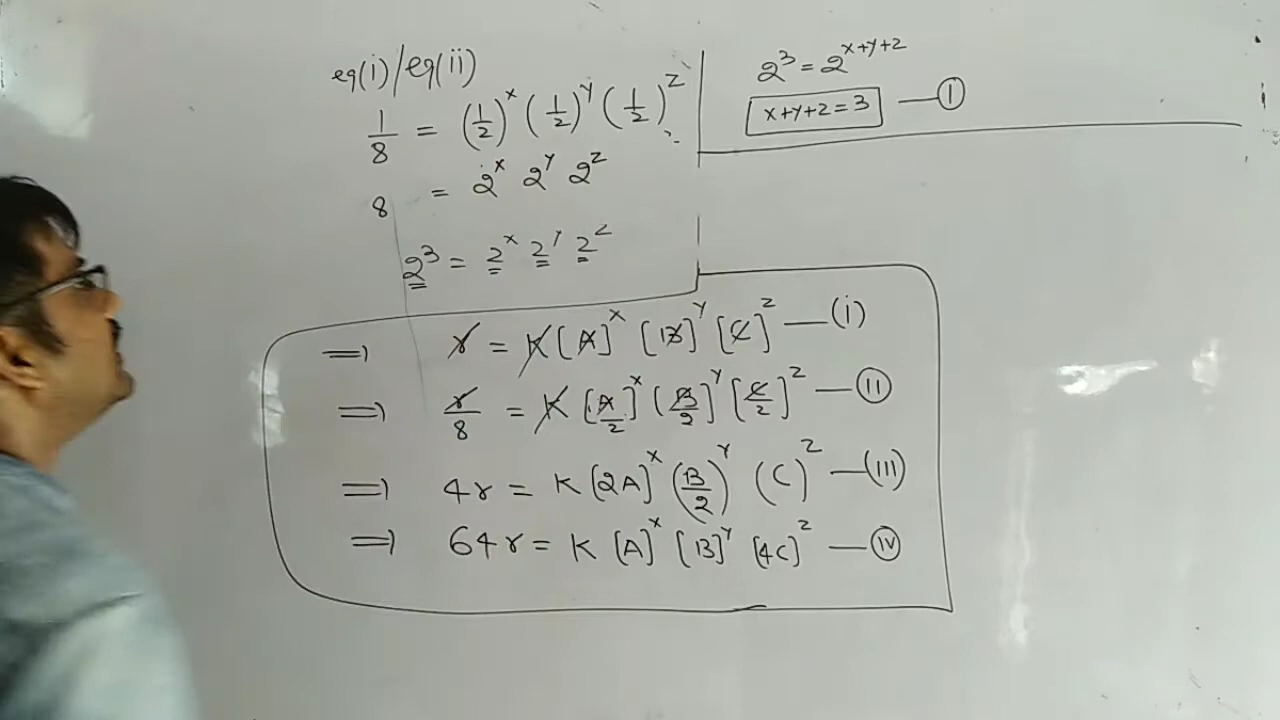 eq(i)/eq(ii)
1/8 = (1/2)^x (1/2)^y (1/2)^z
8 = 2^x 2^y 2^z
2^3 = 2^x 2^y 2^z
2^3 = 2^x+y+z
x+y+z=3 —①
⇒ r = K[A]^x [B]^y [C]^z —(i)
⇒ r/8 = K [A/2]^x (B/2]^y [C/2]^z —Ⅱ
⇒ 4r = K [2A]^x (B/2)^y (C)^z —(III)
⇒ 64r = K [A]^x [B]^y [4C]^z —Ⅳ